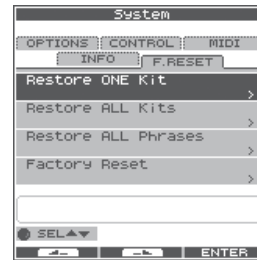 System
OPTIONS CONTROL MIDI
INFO F.RESET
Restore ONE Kit >
Restore ALL Kits >
Restore ALL Phrases >
Factory Reset >
SEL▲▼
ENTER